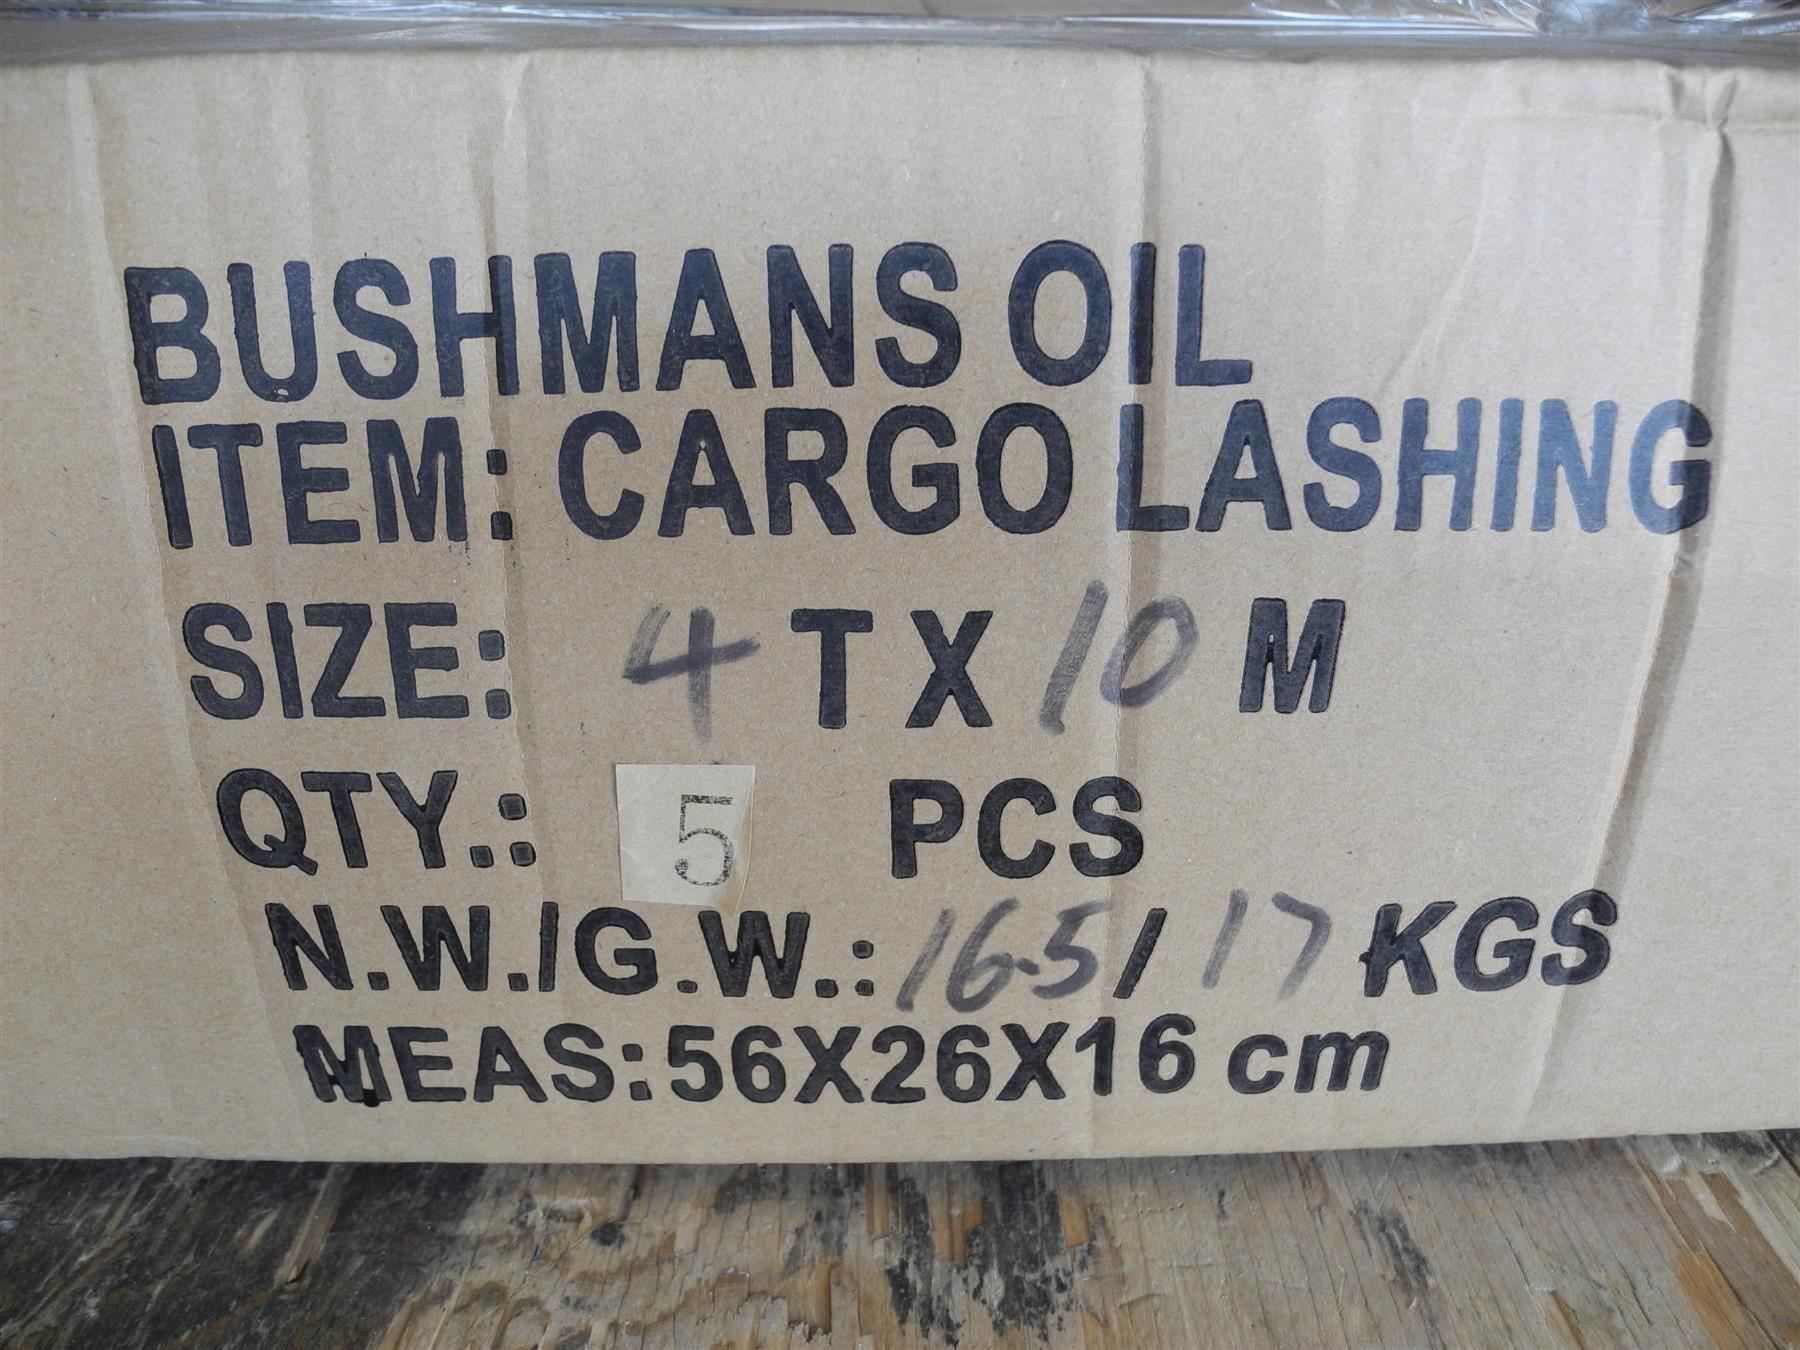 BUSHMANS OIL
ITEM: CARGO LASHING
SIZE: 4 T X 10 M
QTY.: 5 PCS
N.W./G.W.: 16.5 / 17 KGS
MEAS: 56X26X16 cm